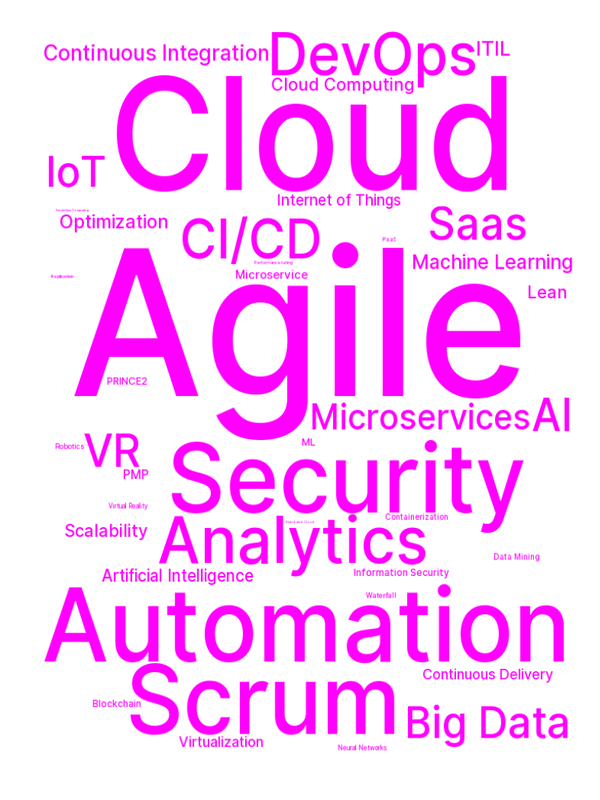 Continuous Integration
DevOps
ITIL
Cloud Computing
Cloud
IoT
Internet of Things
Optimization
CI/CD
Saas
PaaS
Machine Learning
Microservice
Lean
Agile
PRINCE2
Microservices
AI
ML
VR
Robotics
PMP
Security
Virtual Reality
Containerization
Scalability
Analytics
Data Mining
Artificial Intelligence
Information Security
Waterfall
Automation
Continuous Delivery
Scrum
Blockchain
Big Data
Virtualization
Neural Networks